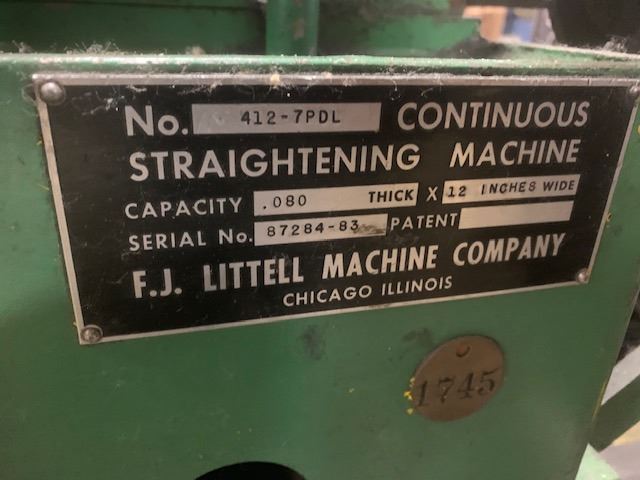 No. 412-7PDL CONTINUOUS
STRAIGHTENING MACHINE
CAPACITY .080 THICK X 12 INCHES WIDE
SERIAL No. 87284-83 PATENT
F.J. LITTELL MACHINE COMPANY
CHICAGO ILLINOIS
1745